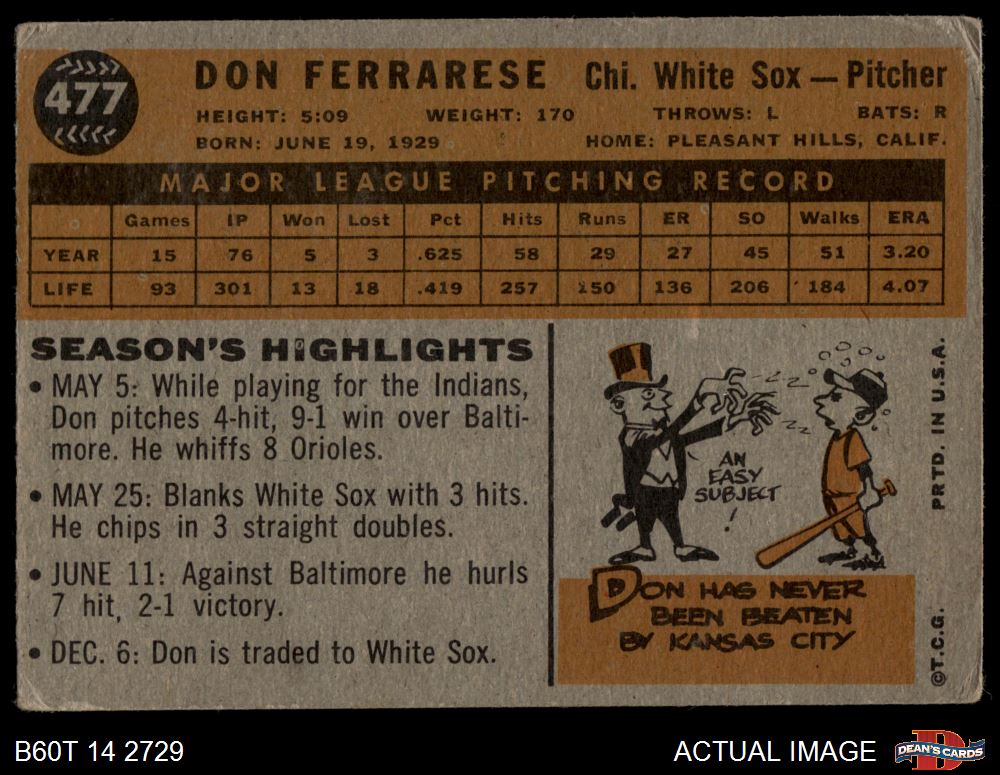 477
DON FERRARESE Chi. White Sox — Pitcher
HEIGHT: 5:09 WEIGHT: 170 THROWS: L BATS: R
BORN: JUNE 19, 1929 HOME: PLEASANT HILLS, CALIF.
MAJOR LEAGUE PITCHING RECORD
Games IP Won Lost Pct Hits Runs ER SO Walks ERA
YEAR 15 76 5 3 .625 58 29 27 45 51 3.20
LIFE 93 301 13 18 .419 257 150 136 206 184 4.07
SEASON'S HIGHLIGHTS
• MAY 5: While playing for the Indians,
Don pitches 4-hit, 9-1 win over Balti-
more. He whiffs 8 Orioles.
• MAY 25: Blanks White Sox with 3 hits.
He chips in 3 straight doubles.
• JUNE 11: Against Baltimore he hurls
7 hit, 2-1 victory.
• DEC. 6: Don is traded to White Sox.
Z Z
Z Z
AN
EASY
SUBJECT
!
DON HAS NEVER
BEEN BEATEN
BY KANSAS CITY
PRTD. IN U.S.A.
©T.C.G.
B60T 14 2729
ACTUAL IMAGE
DEAN'S CARDS